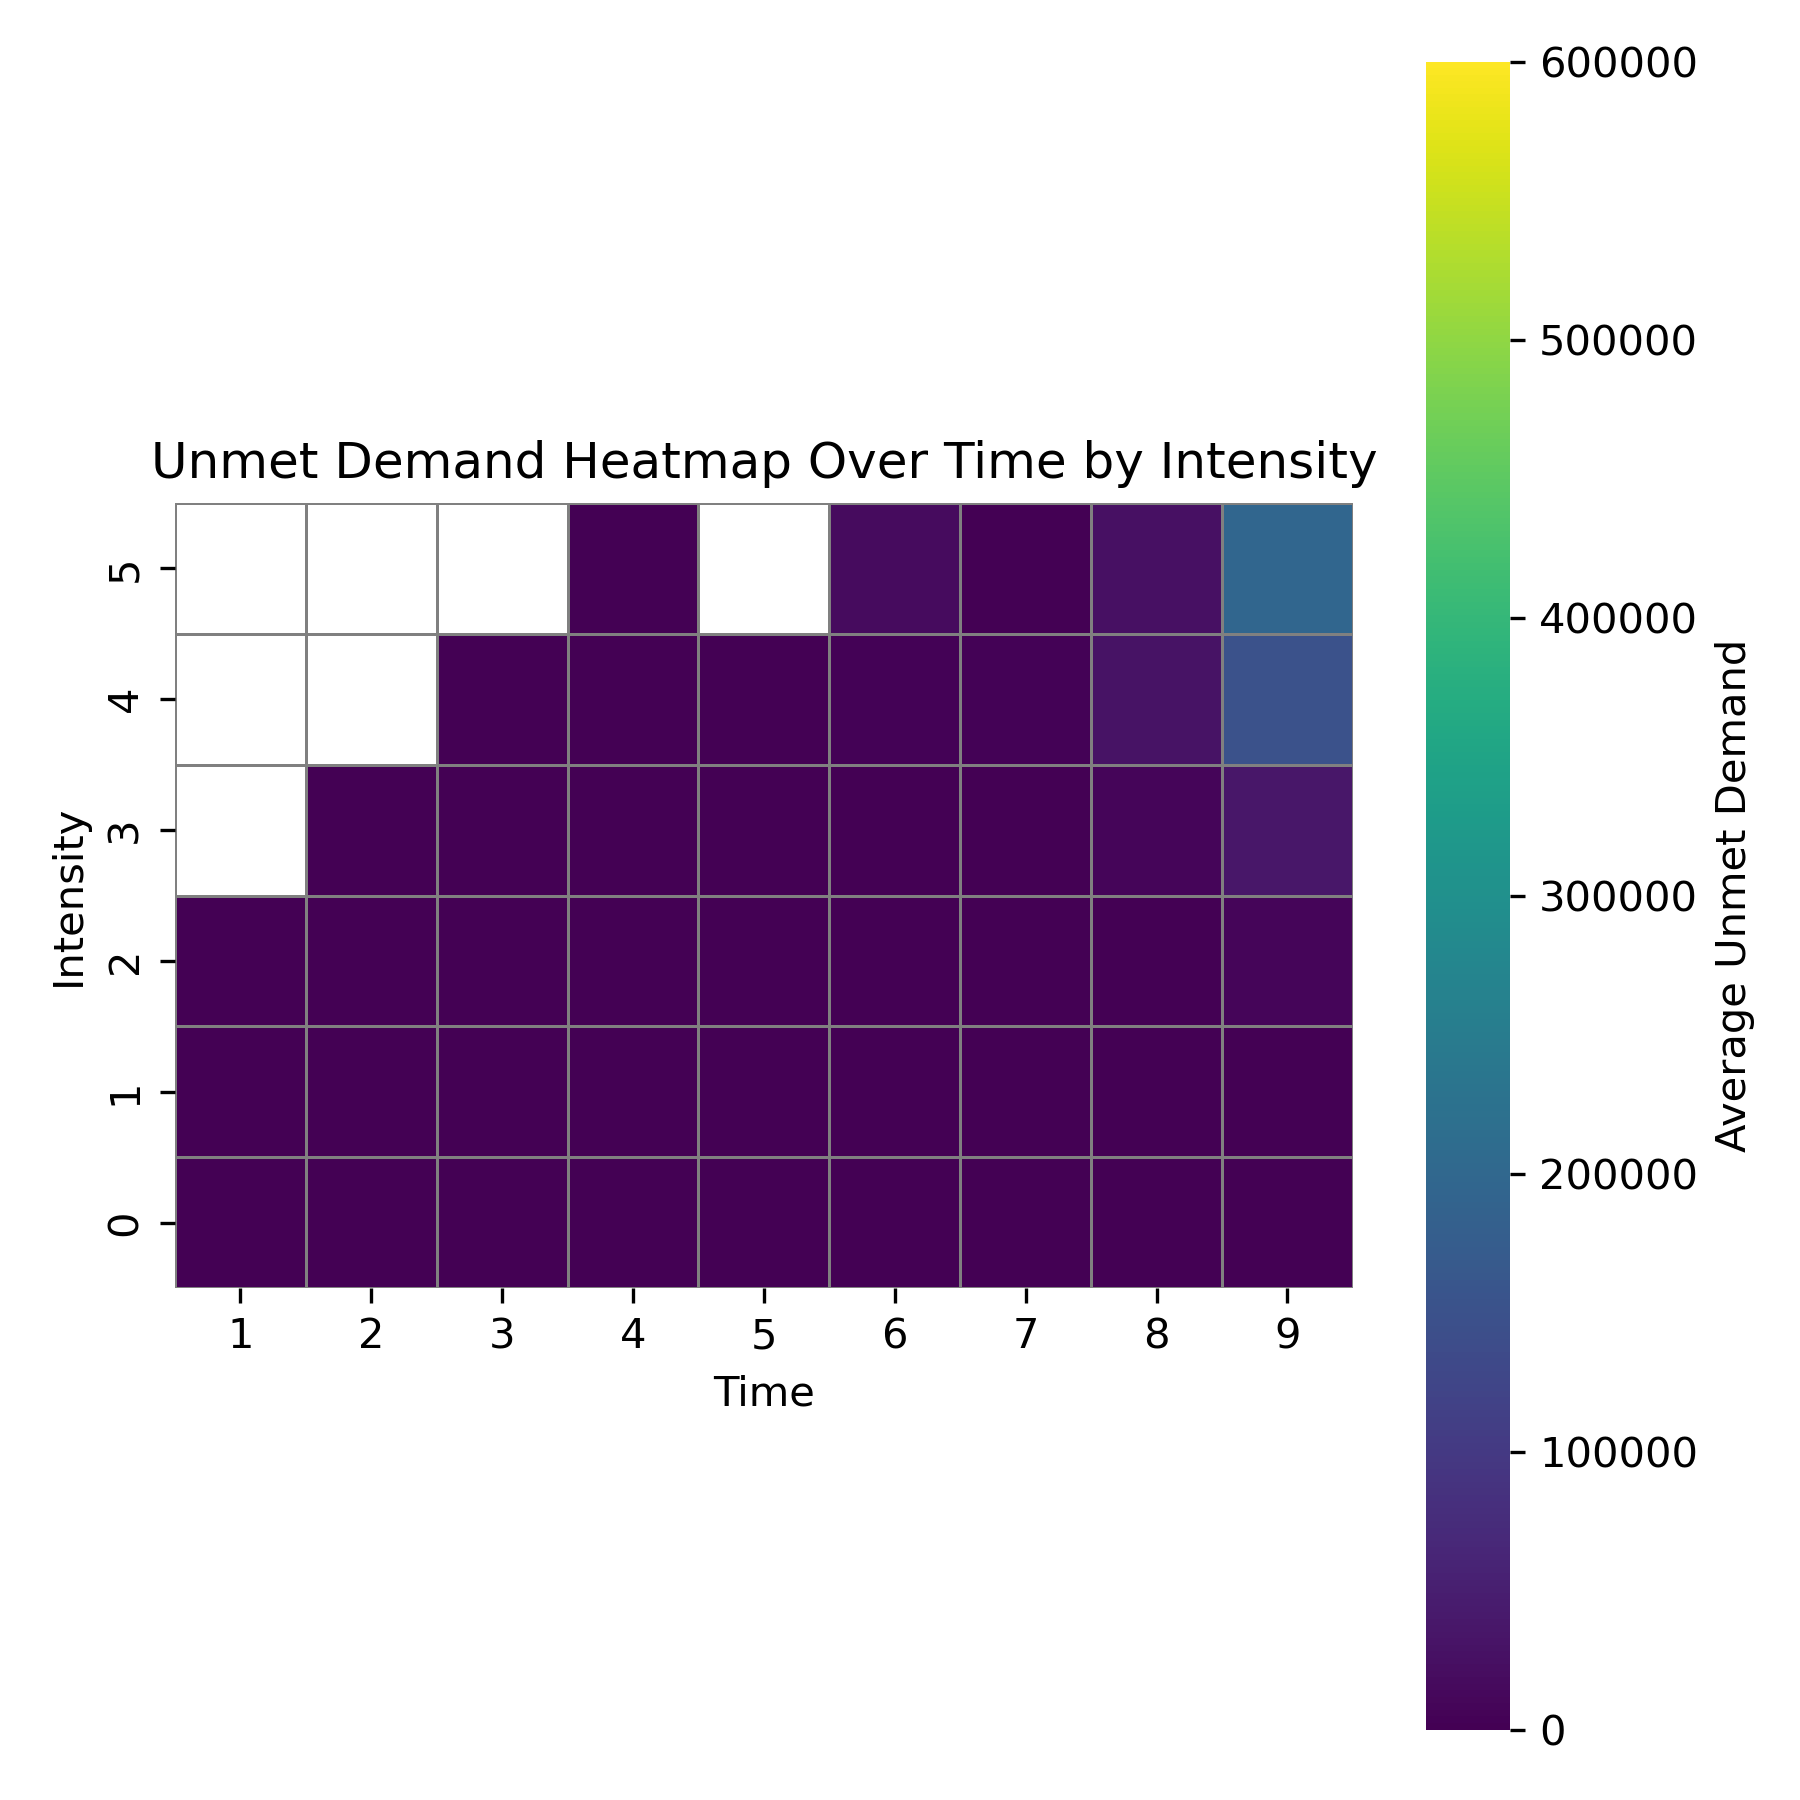 Unmet Demand Heatmap Over Time by Intensity
Intensity
5
4
3
2
1
0
1 2 3 4 5 6 7 8 9
Time
600000
500000
400000
300000
200000
100000
0
Average Unmet Demand